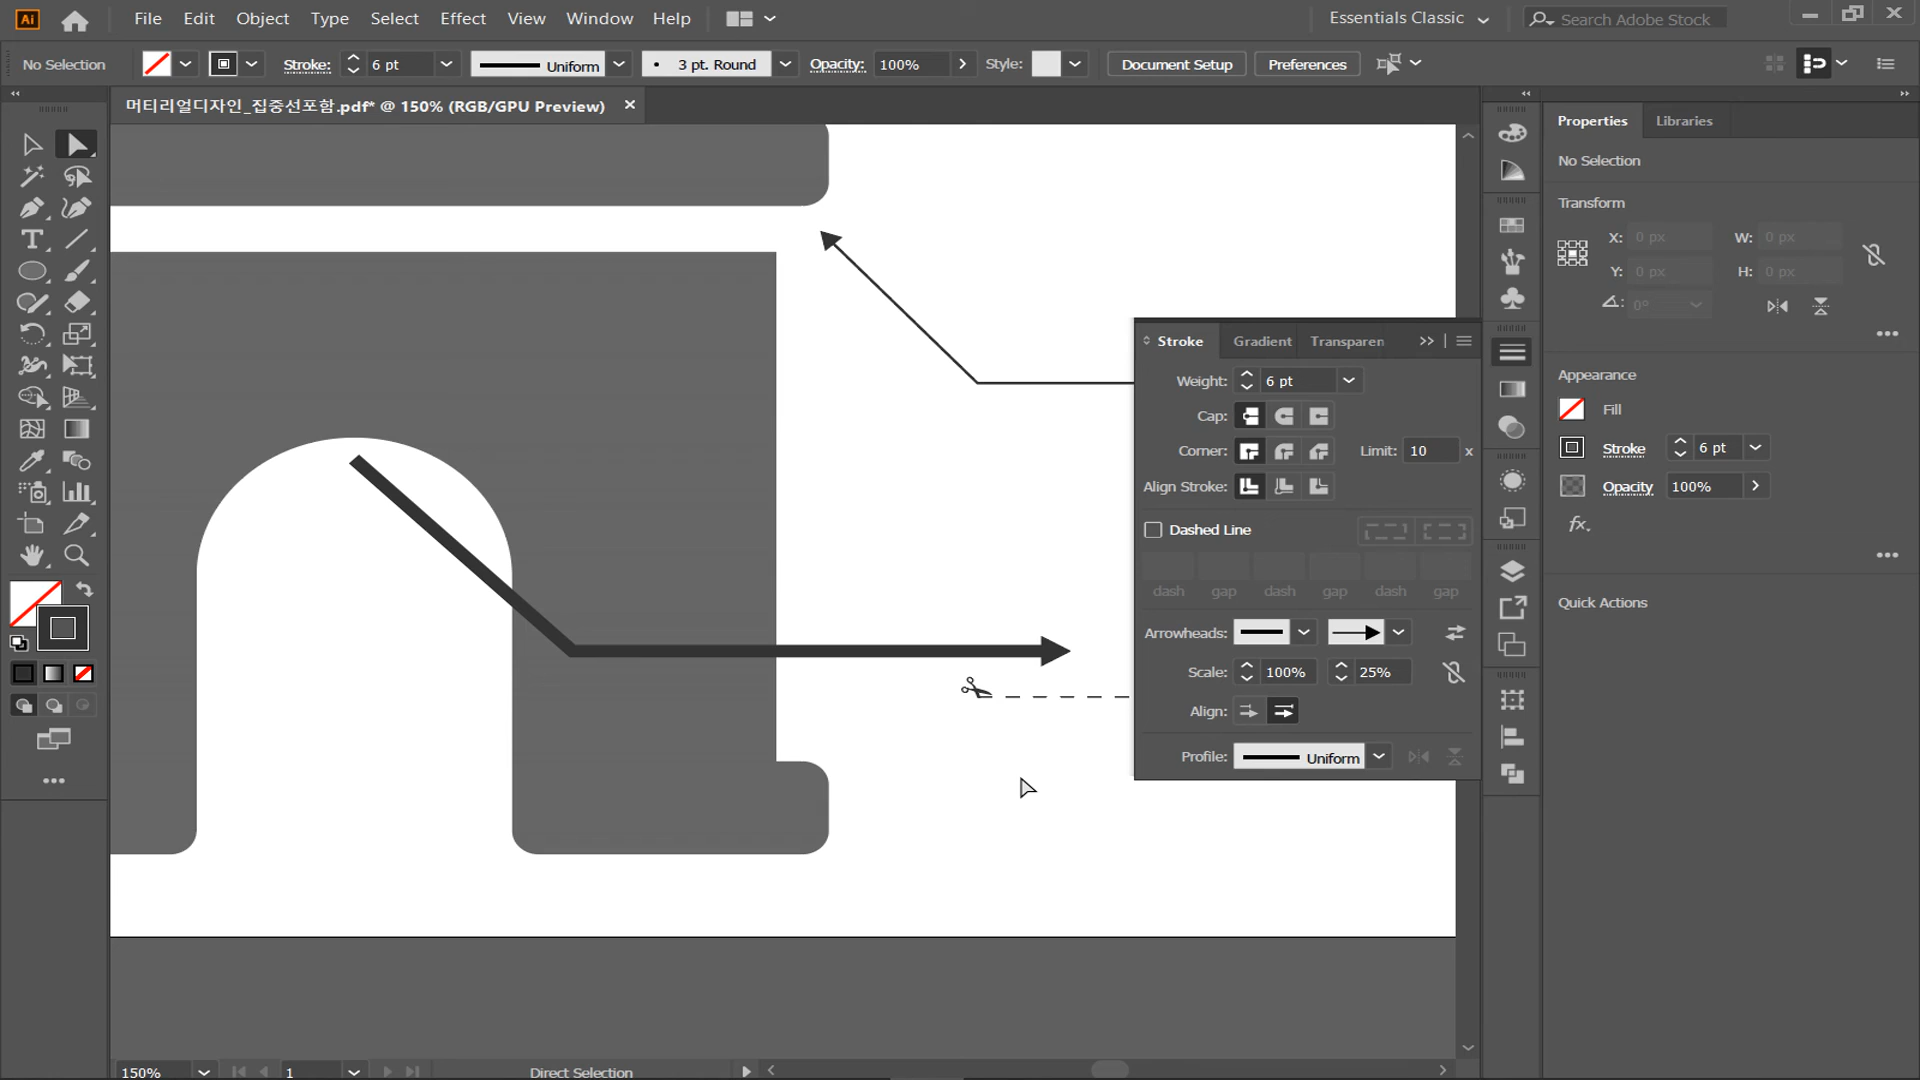 Ai File Edit Object Type Select Effect View Window Help Essentials Classic Search Adobe Stock
No Selection Stroke: 6 pt Uniform 3 pt. Round Opacity: 100% Style: Document Setup Preferences
머티리얼디자인_집중선포함.pdf* @ 150% (RGB/GPU Preview)
Properties Libraries
No Selection
Transform
X: 0 px W: 0 px
Y: 0 px H: 0 px
0°
Stroke Gradient Transparen
Weight: 6 pt
Cap:
Corner: Limit: 10 x
Align Stroke:
Dashed Line
dash gap dash gap dash gap
Arrowheads:
Scale: 100% 25%
Align:
Profile: Uniform
Appearance
Fill
Stroke 6 pt
Opacity 100%
fx.
Quick Actions
150% 1 Direct Selection